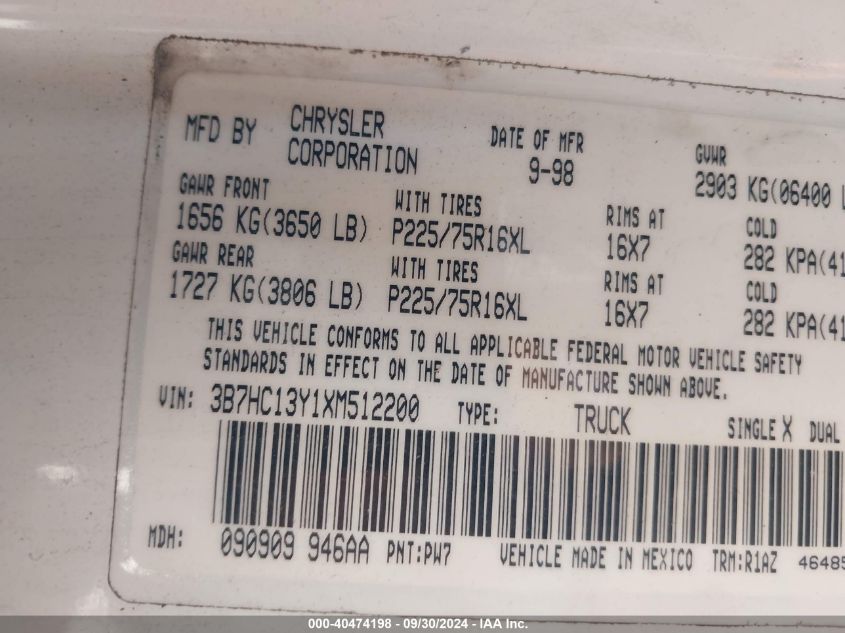 MFD BY CHRYSLER CORPORATION DATE OF MFR 9-98 GVWR 2903 KG(06400 L
GAWR FRONT WITH TIRES RIMS AT COLD
1656 KG(3650 LB) P225/75R16XL 16X7 282 KPA(41
GAWR REAR WITH TIRES RIMS AT COLD
1727 KG(3806 LB) P225/75R16XL 16X7 282 KPA(41
THIS VEHICLE CONFORMS TO ALL APPLICABLE FEDERAL MOTOR VEHICLE SAFETY
STANDARDS IN EFFECT ON THE DATE OF MANUFACTURE SHOWN ABOVE.
VIN: 3B7HC13Y1XM512200 TYPE: TRUCK SINGLE X DUAL
MDH: 090909 946AA PNT:PW7 VEHICLE MADE IN MEXICO TRM:R1AZ 46485
000-40474198 - 09/30/2024 - IAA Inc.